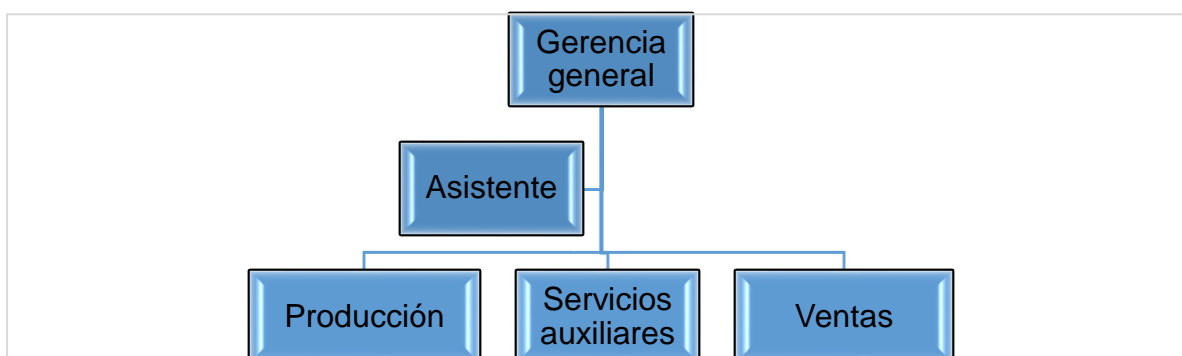 Gerencia
general
Asistente
Producción
Servicios
auxiliares
Ventas